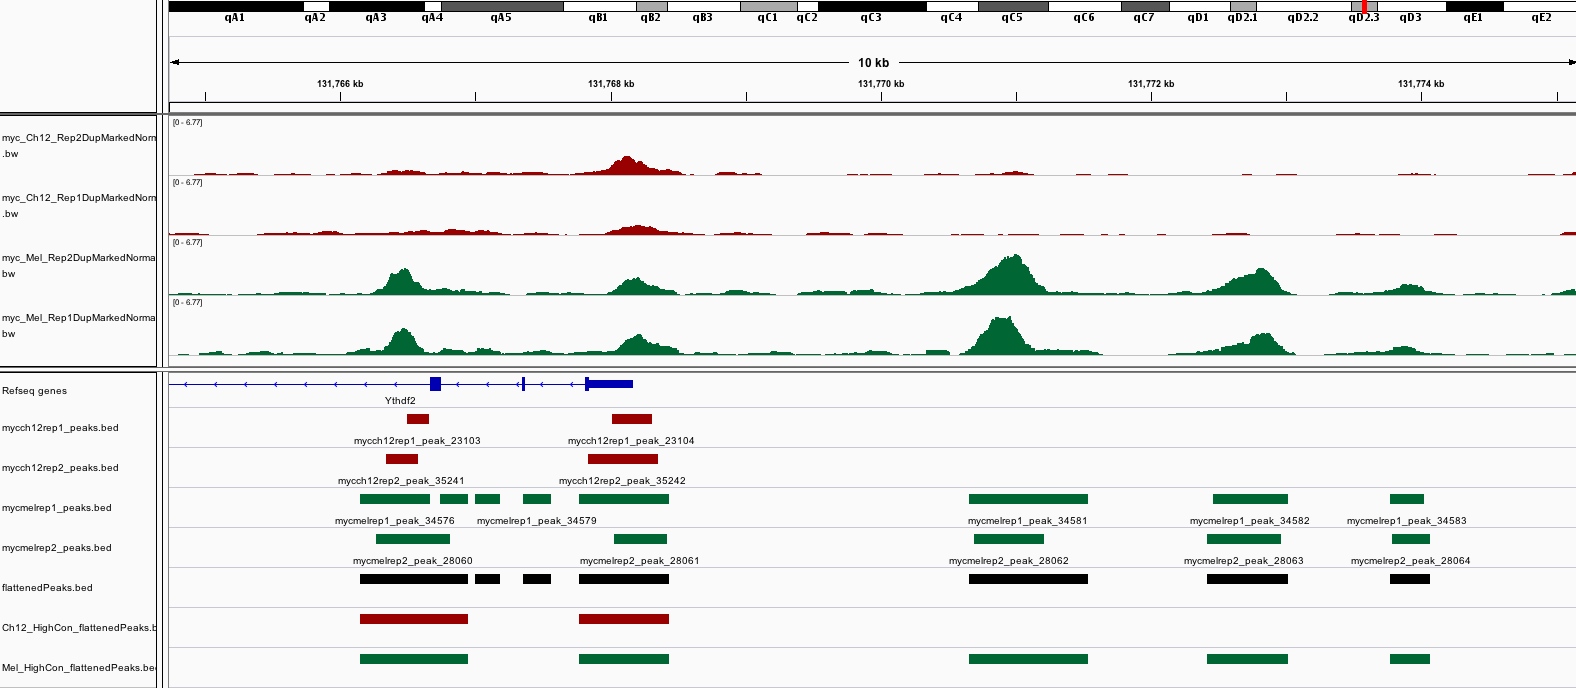 qA1 qA2 qA3 qA4 qA5 qB1 qB2 qB3 qC1 qC2 qC3 qC4 qC5 qC6 qC7 qD1 qD2.1 qD2.2 qD2.3 qD3 qE1 qE2
10 kb
131,766 kb 131,768 kb 131,770 kb 131,772 kb 131,774 kb
[0 - 6.77]
myc_Ch12_Rep2DupMarkedNorm
.bw
[0 - 6.77]
myc_Ch12_Rep1DupMarkedNorm
.bw
[0 - 6.77]
myc_Mel_Rep2DupMarkedNorma
bw
[0 - 6.77]
myc_Mel_Rep1DupMarkedNorma
bw
Refseq genes
Ythdf2
mycch12rep1_peaks.bed
mycch12rep1_peak_23103 mycch12rep1_peak_23104
mycch12rep2_peaks.bed
mycch12rep2_peak_35241 mycch12rep2_peak_35242
mycmelrep1_peaks.bed
mycmelrep1_peak_34576 mycmelrep1_peak_34579 mycmelrep1_peak_34581 mycmelrep1_peak_34582 mycmelrep1_peak_34583
mycmelrep2_peaks.bed
mycmelrep2_peak_28060 mycmelrep2_peak_28061 mycmelrep2_peak_28062 mycmelrep2_peak_28063 mycmelrep2_peak_28064
flattenedPeaks.bed
Ch12_HighCon_flattenedPeaks.b
Mel_HighCon_flattenedPeaks.be